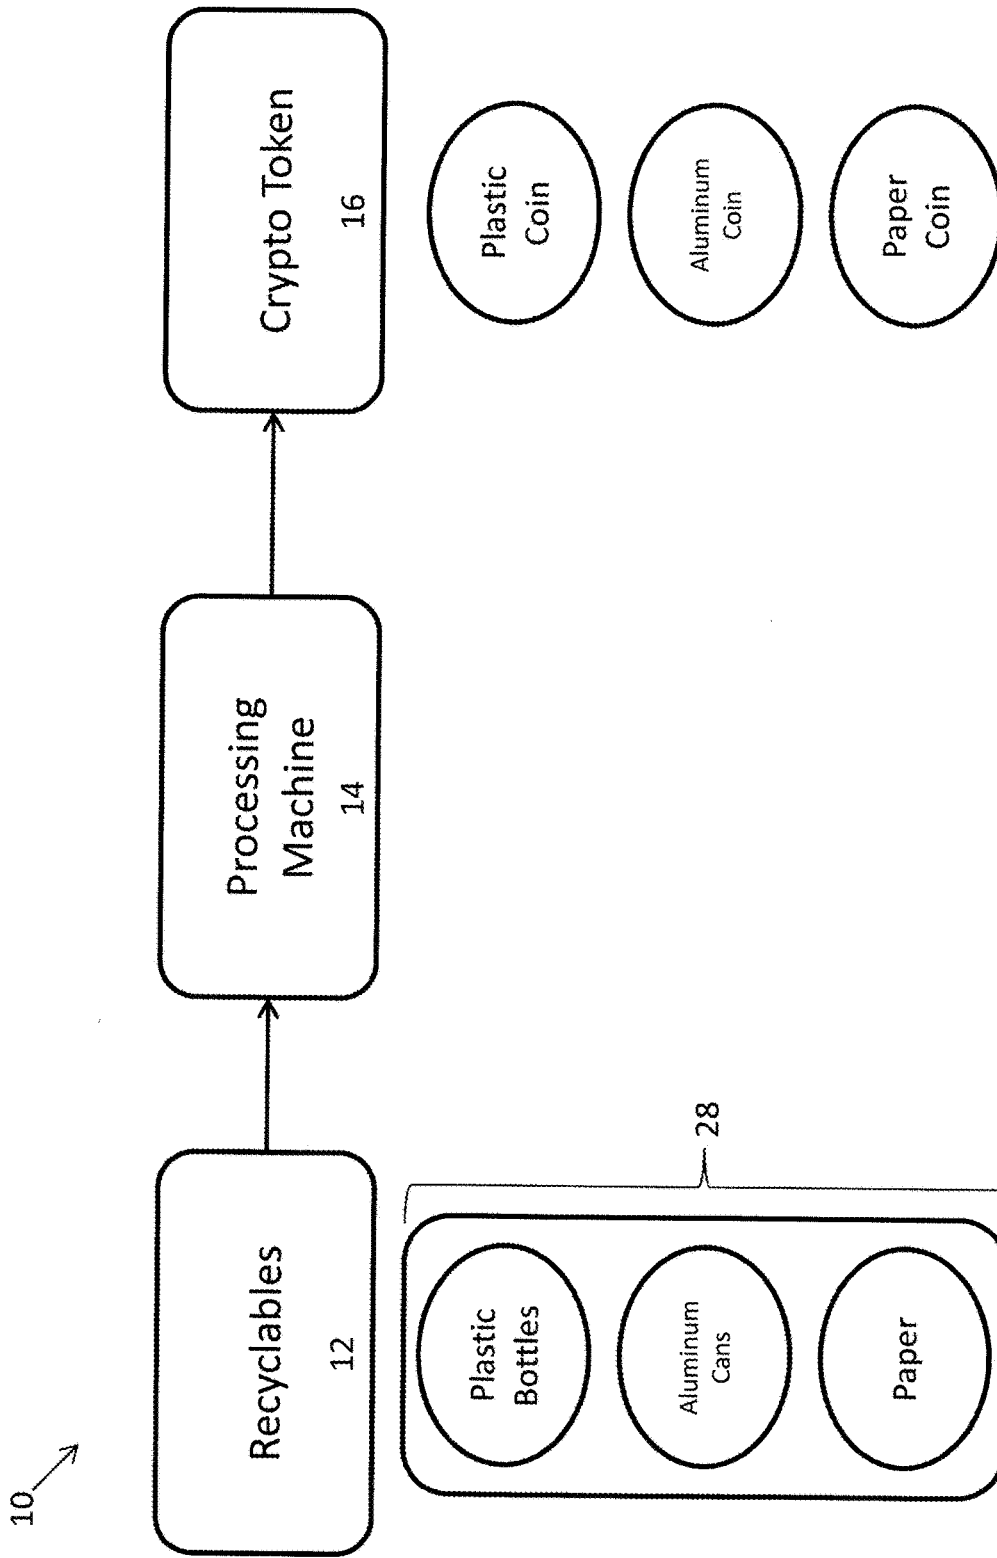 10
Recyclables
12
Processing
Machine
14
Crypto Token
16
Plastic
Bottles
Aluminum
Cans
Paper
28
Plastic
Coin
Aluminum
Coin
Paper
Coin